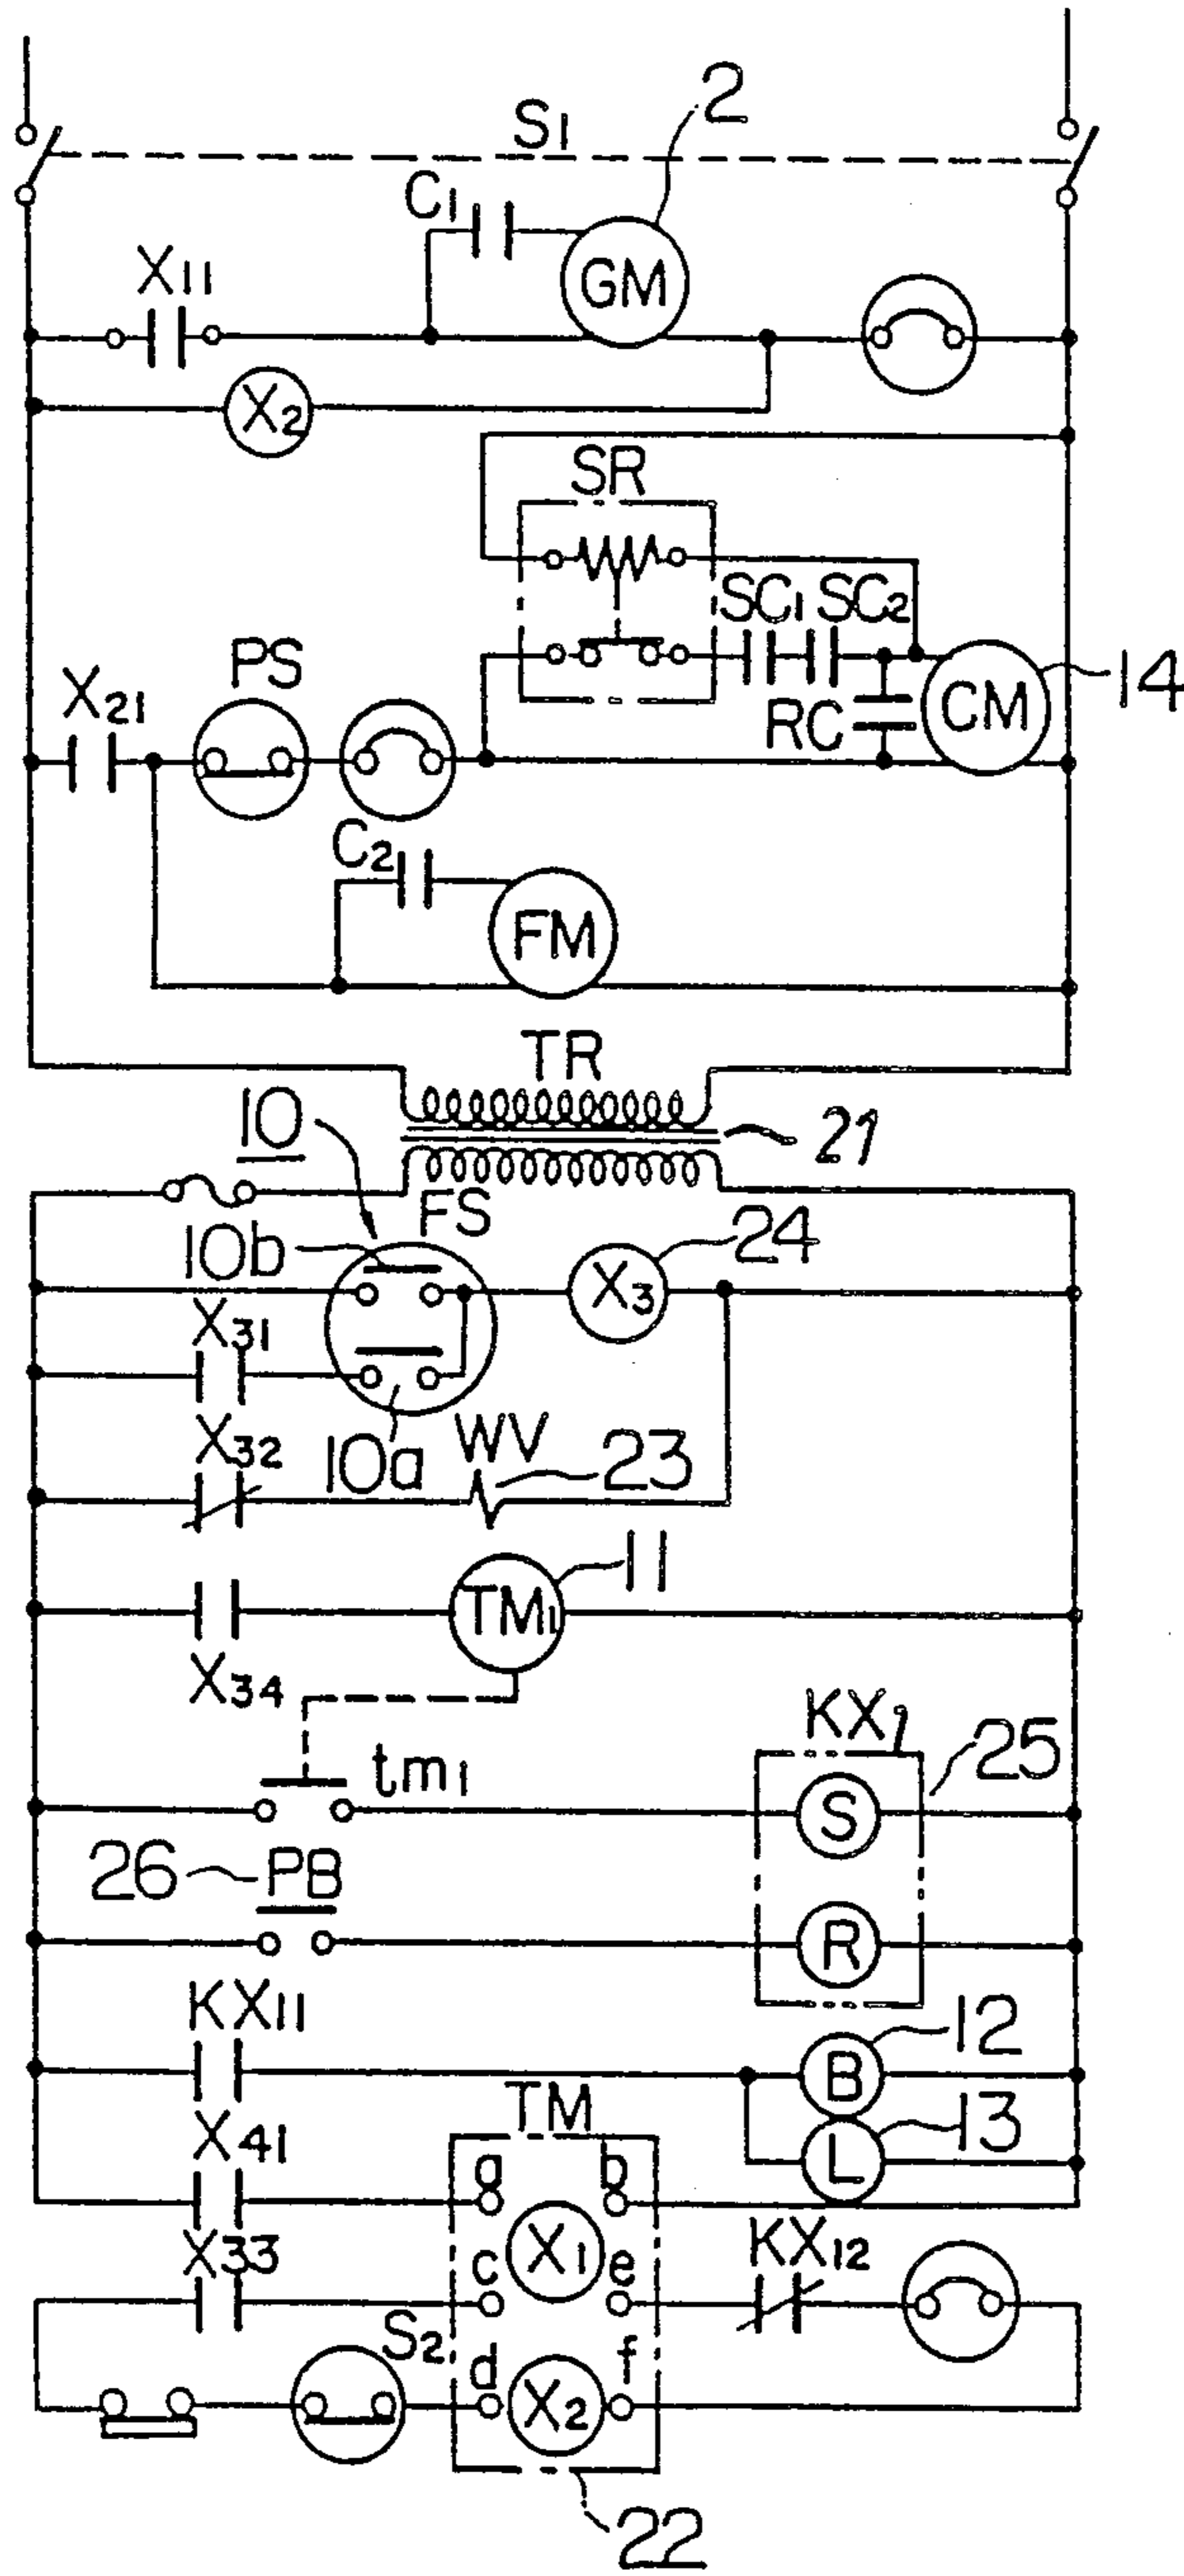 2
S1
C1
GM
X11
X2
SR
SC1 SC2
PS
X21
RC
CM
14
C2
FM
TR
10
21
FS
10b
24
X3
X31
10a
X32
WV
23
11
TM1
X34
KX1
25
tm1
S
26
PB
R
KX11
12
B
TM
13
X41
L
a
b
X33
X1
KX12
c
e
S2
d
f
X2
22